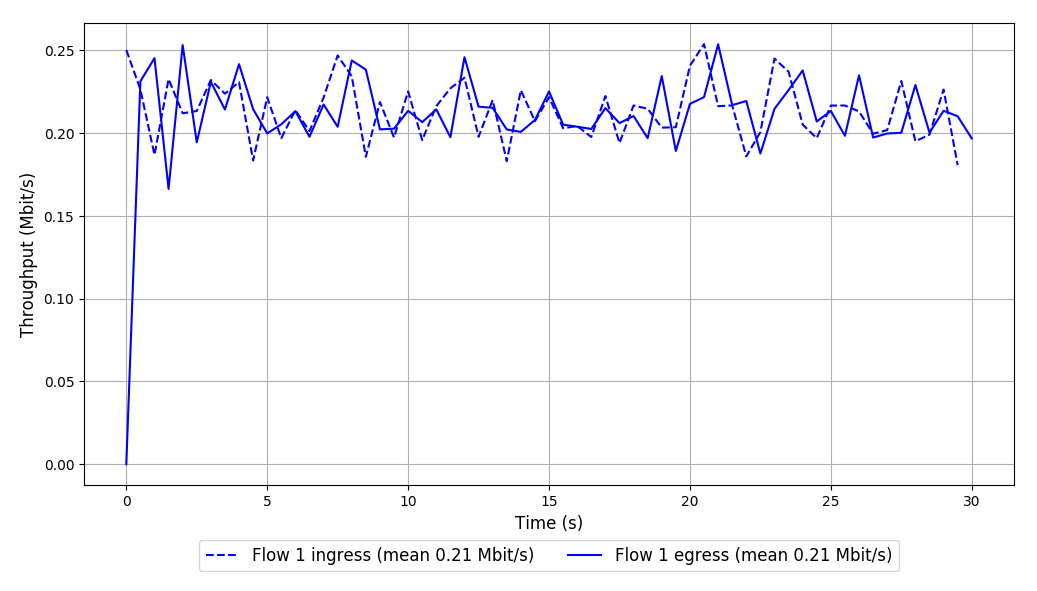 Throughput (Mbit/s)
0.25
0.20
0.15
0.10
0.05
0.00
0 5 10 15 20 25 30
Time (s)
Flow 1 ingress (mean 0.21 Mbit/s) Flow 1 egress (mean 0.21 Mbit/s)